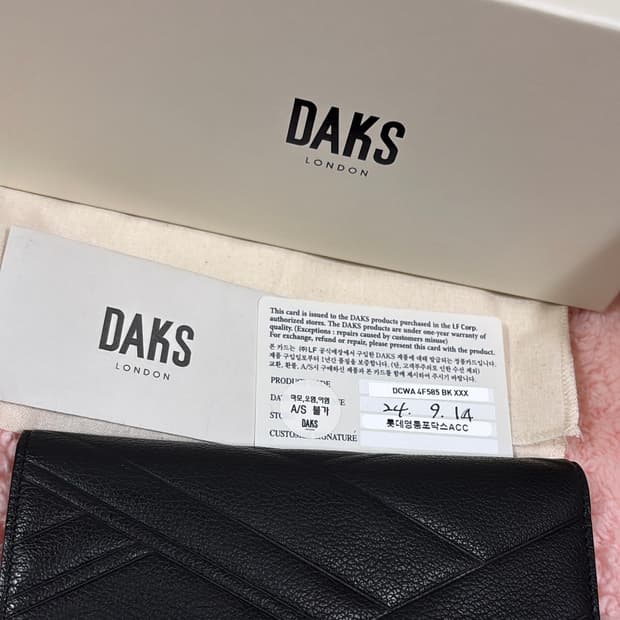 DAKS
LONDON
DAKS
LONDON
This card is issued to the DAKS products purchased in the LF Corp.
authorized stores. The DAKS products are under one-year warranty of
quality. (Exceptions : repairs caused by customers misuse)
For exchange, refund or repair, please present this card with the product.
본 카드는 (주)LF 공식매장에서 구입한 DAKS 제품에 대해 발급되는 정품카드입니다.
제품 구입일로부터 1년간 품질을 보증합니다. (단, 고객부주의로 인한 수선 제외)
교환, 환불, A/S시 구매하신 제품과 본 카드를 함께 제시하여 주시기 바랍니다.
DCWA 4F585 BK XXX
24. 9. 14
롯데영통포닥스ACC
CUSTOMER SIGNATURE
마모,오염,악염
A/S 불가
DAKS